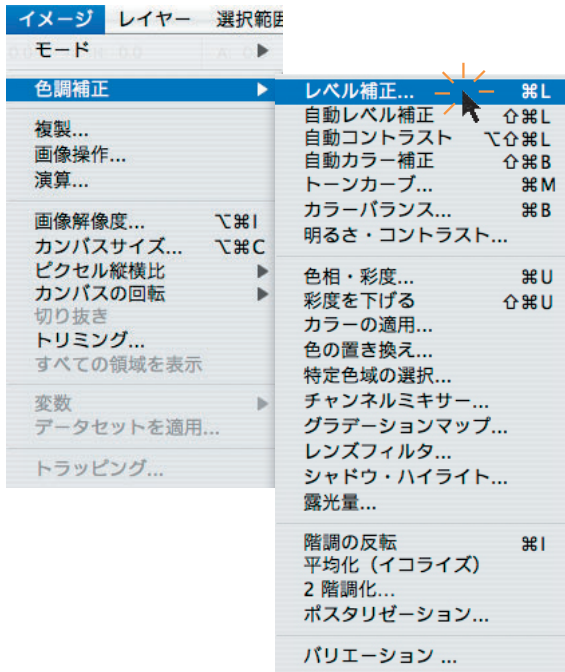 イメージ レイヤー 選択範囲
モード ▶
色調補正 ▶
複製...
画像操作...
演算...
画像解像度... ⌥⌘I
カンバスサイズ... ⌥⌘C
ピクセル縦横比 ▶
カンバスの回転 ▶
切り抜き
トリミング...
すべての領域を表示
変数 ▶
データセットを適用...
トラッピング...
レベル補正... ⌘L
自動レベル補正 ⇧⌘L
自動コントラスト ⌥⇧⌘L
自動カラー補正 ⇧⌘B
トーンカーブ... ⌘M
カラーバランス... ⌘B
明るさ・コントラスト...
色相・彩度... ⌘U
彩度を下げる ⇧⌘U
カラーの適用...
色の置き換え...
特定色域の選択...
チャンネルミキサー...
グラデーションマップ...
レンズフィルタ...
シャドウ・ハイライト...
露光量...
階調の反転 ⌘I
平均化（イコライズ）
2 階調化...
ポスタリゼーション...
バリエーション ...